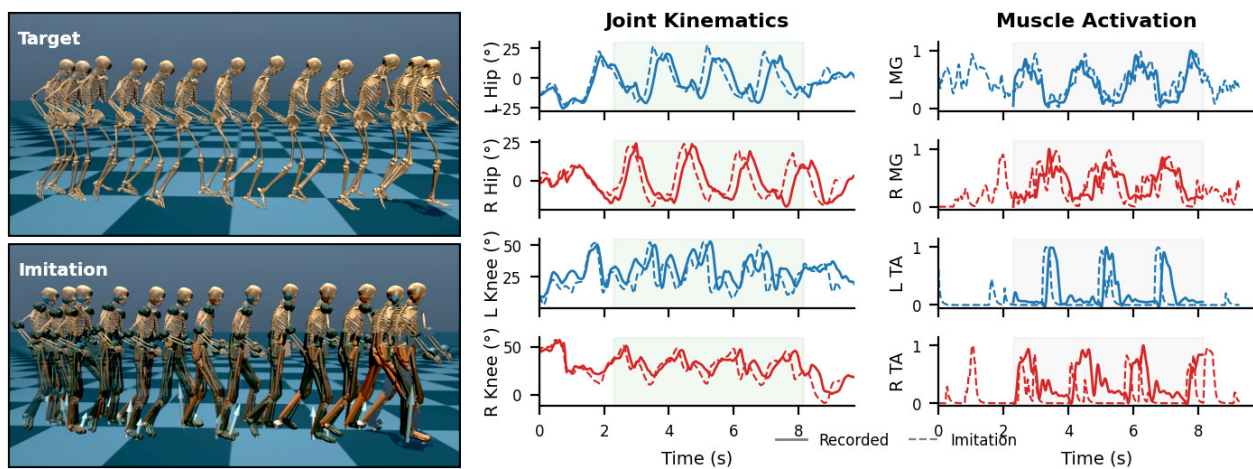 Target
Imitation
Joint Kinematics
L Hip (°)
25
0
−25
R Hip (°)
25
0
L Knee (°)
50
25
R Knee (°)
50
0
0 2 4 6 8
Time (s)
Muscle Activation
L MG
1
0
R MG
1
0
L TA
1
0
R TA
1
0
0 2 4 6 8
Time (s)
Recorded Imitation